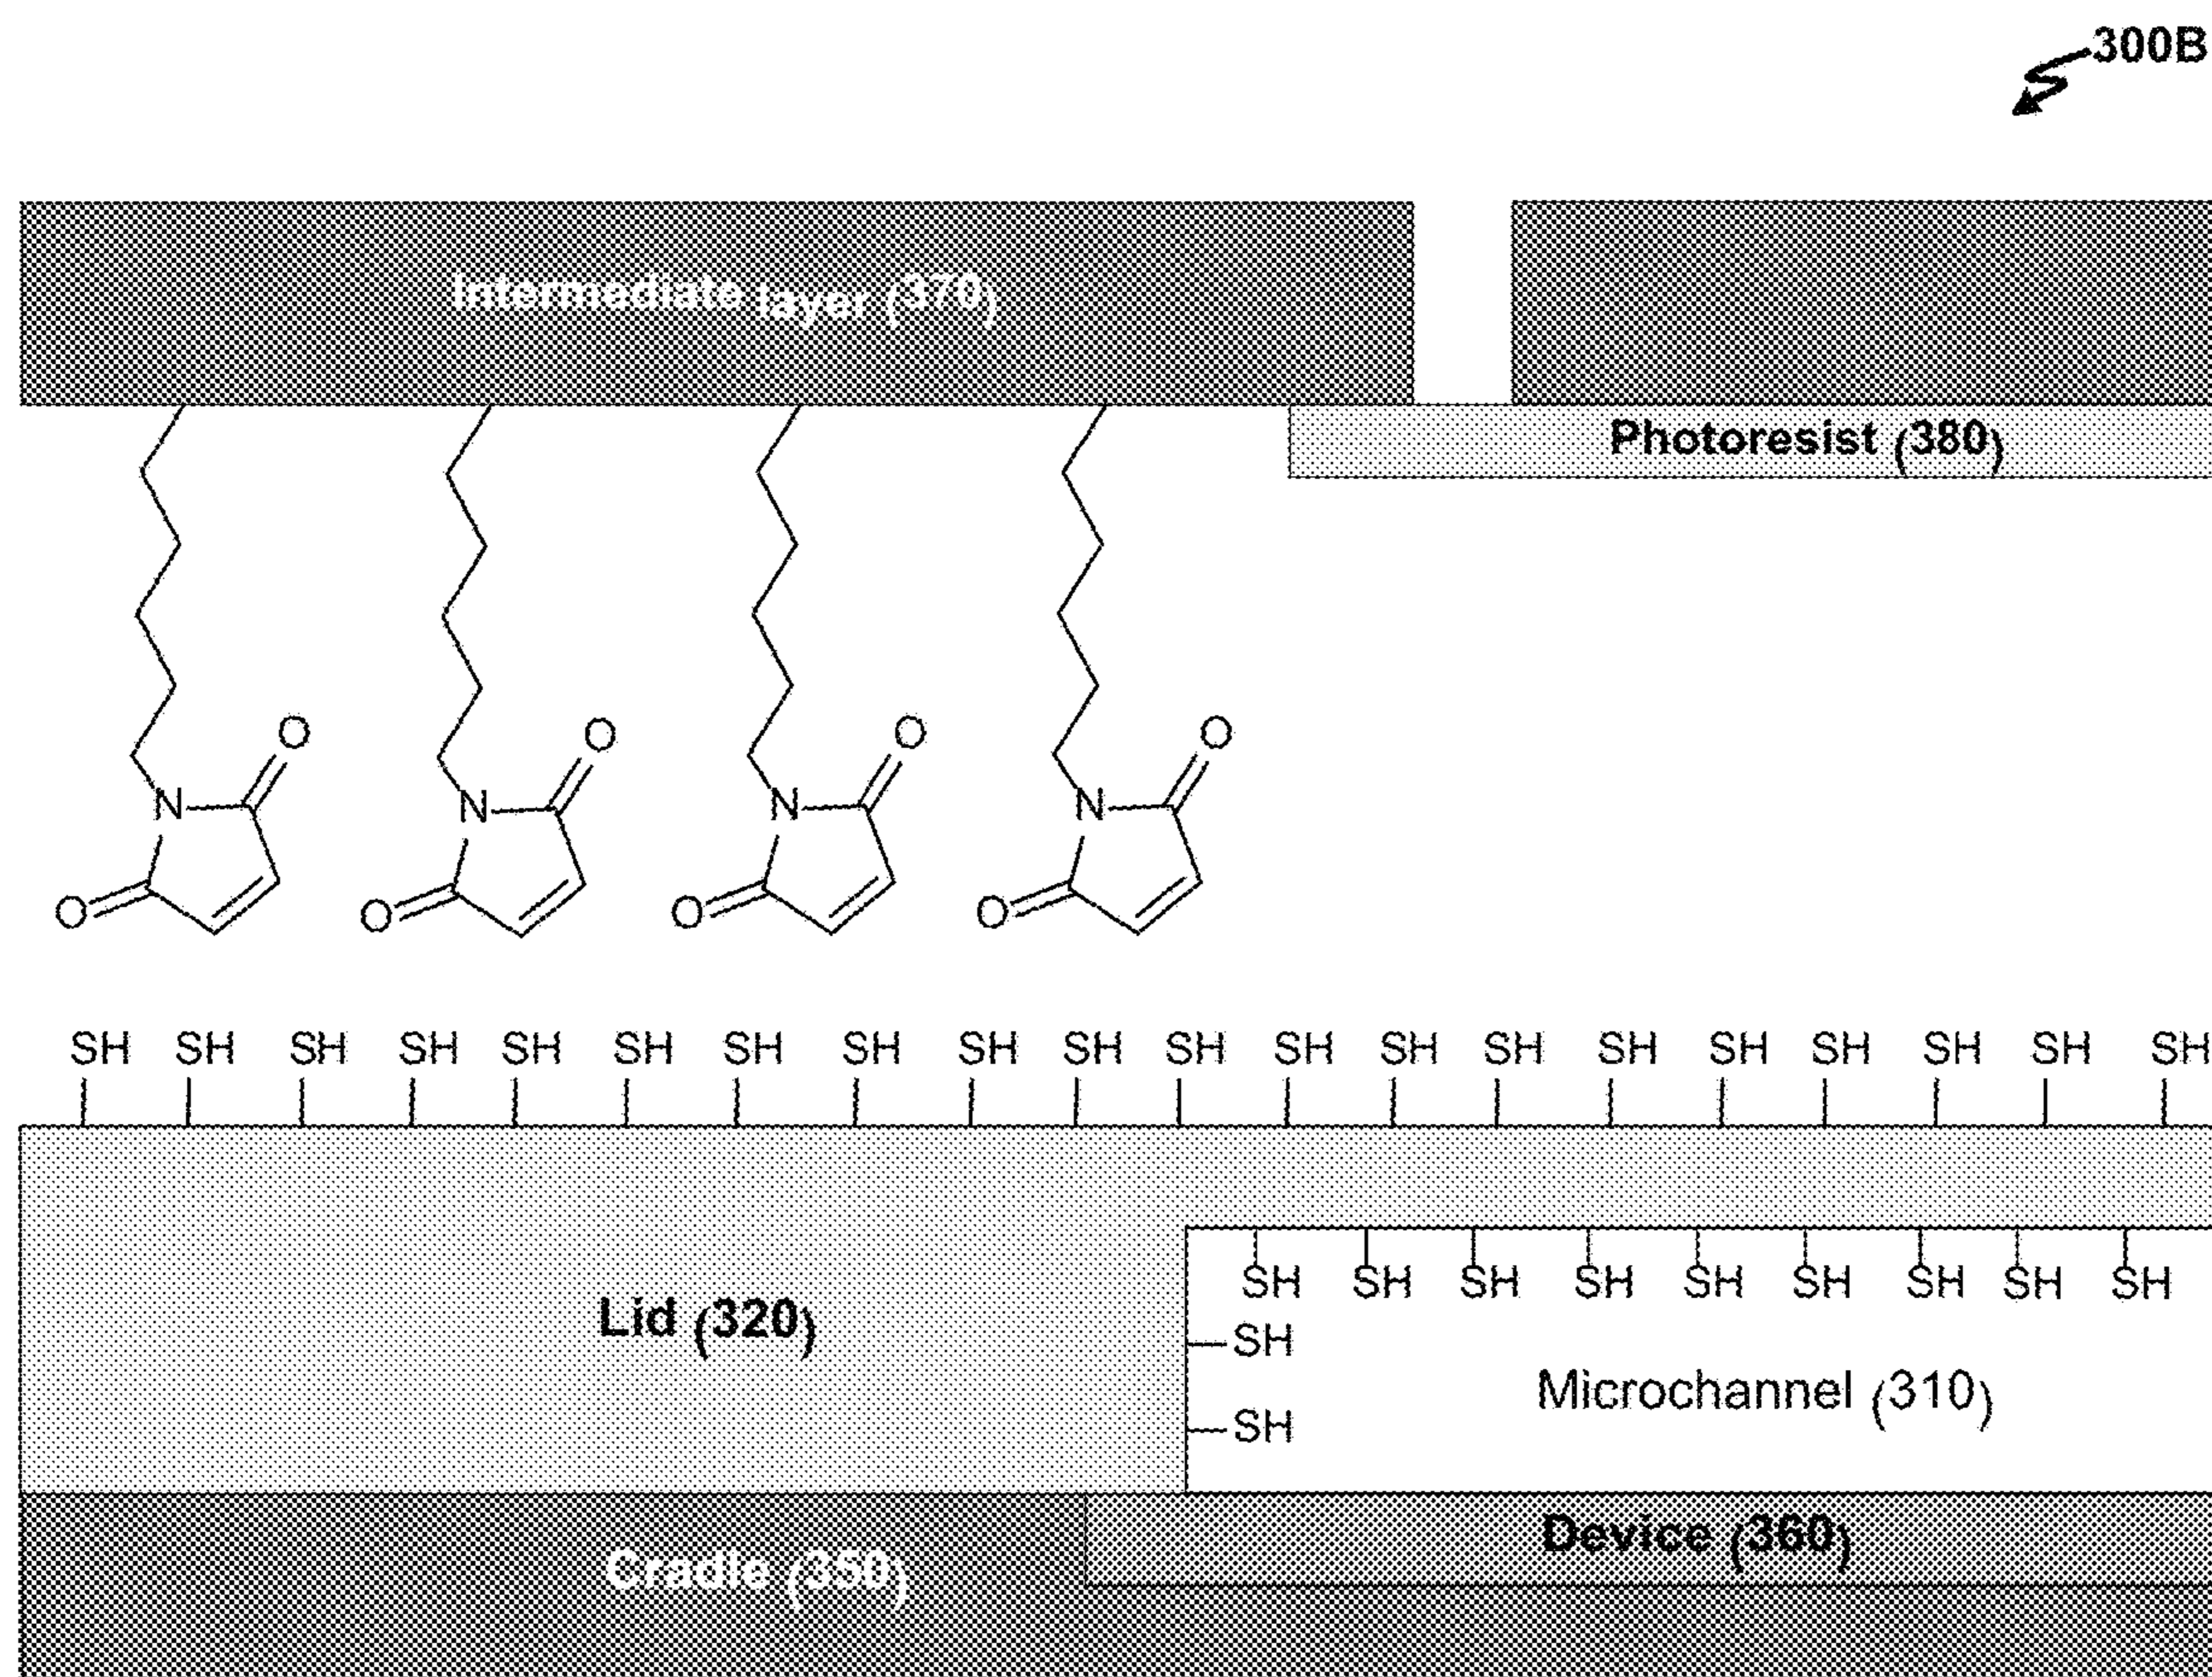 300B
Intermediate layer (370)
Photoresist (380)
O O O O
N N N N
O O O O
SH SH SH SH SH SH SH SH SH SH SH SH SH SH SH SH SH SH SH SH
SH SH SH SH SH SH SH SH SH
Lid (320)
SH
Microchannel (310)
SH
Device (360)
Cradle (350)